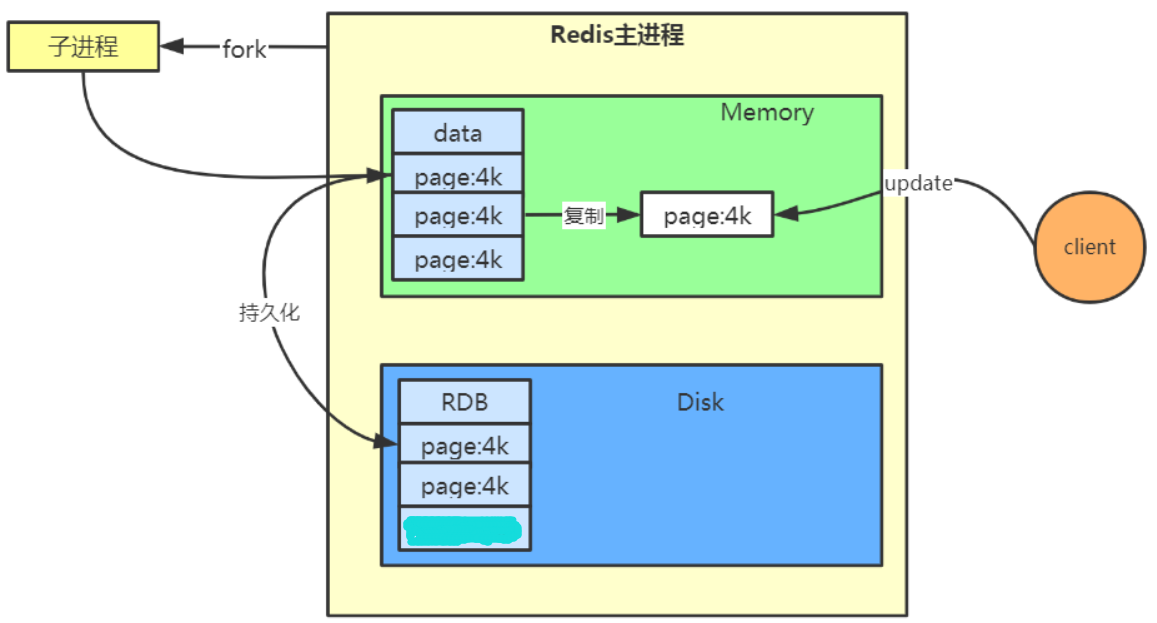 Redis主进程
子进程
fork
Memory
data
page:4k
page:4k
page:4k
复制
page:4k
update
client
持久化
Disk
RDB
page:4k
page:4k